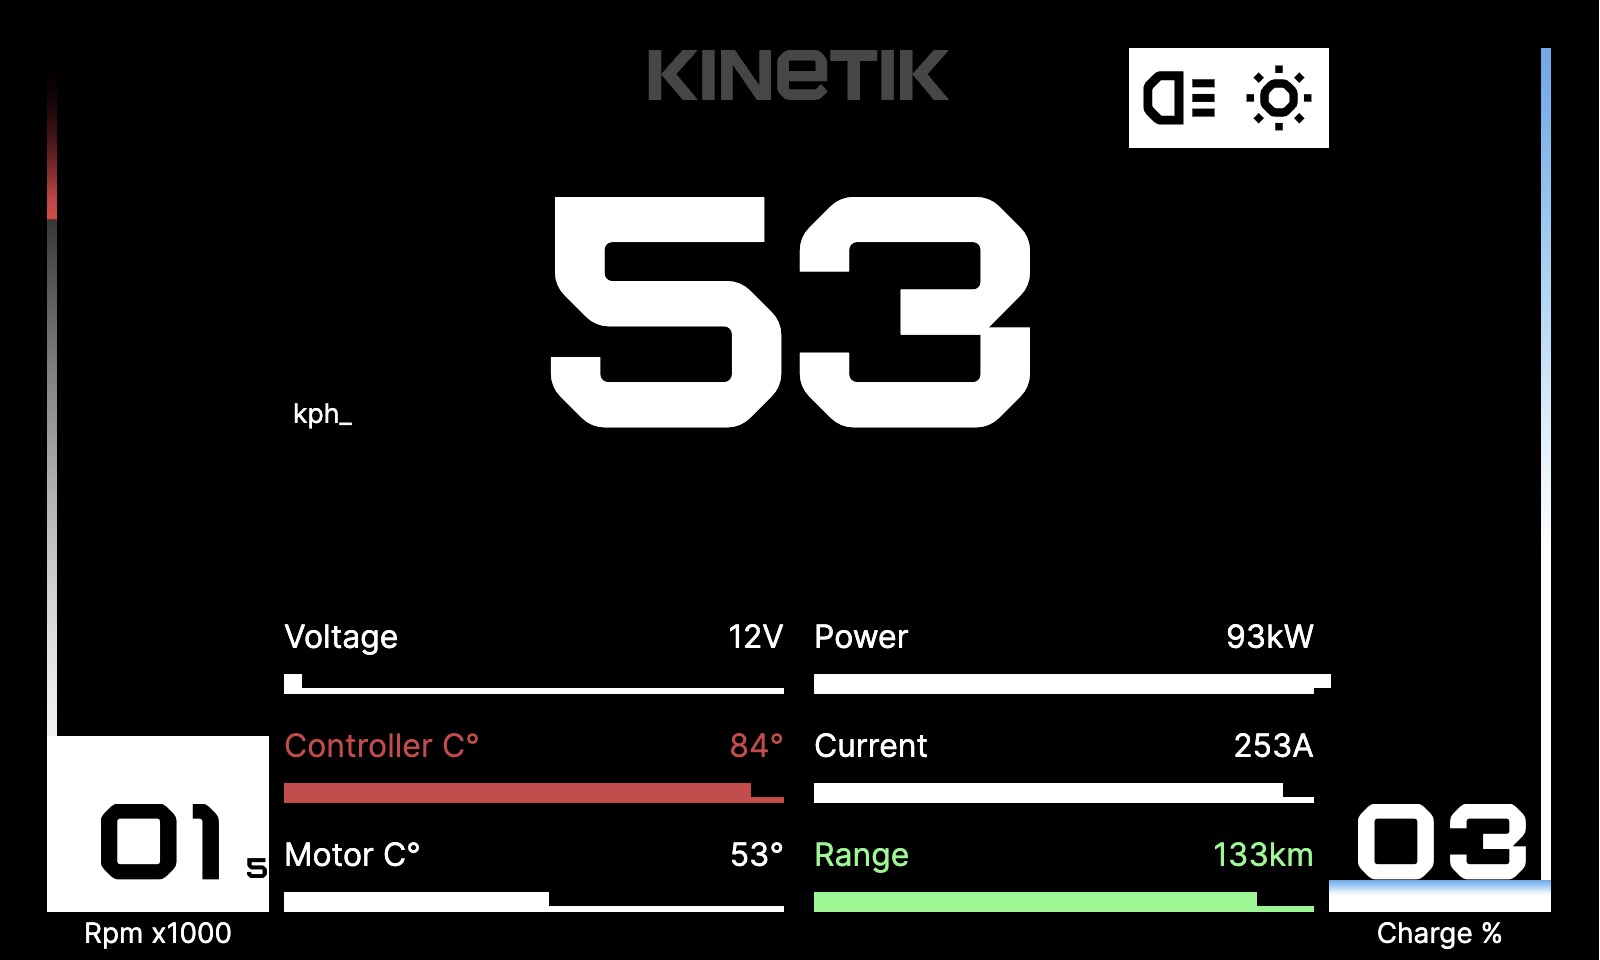 KINETIK
53
kph_
Voltage 12V
Power 93kW
Controller C° 84°
Current 253A
Motor C° 53°
Range 133km
01 5
Rpm x1000
03
Charge %